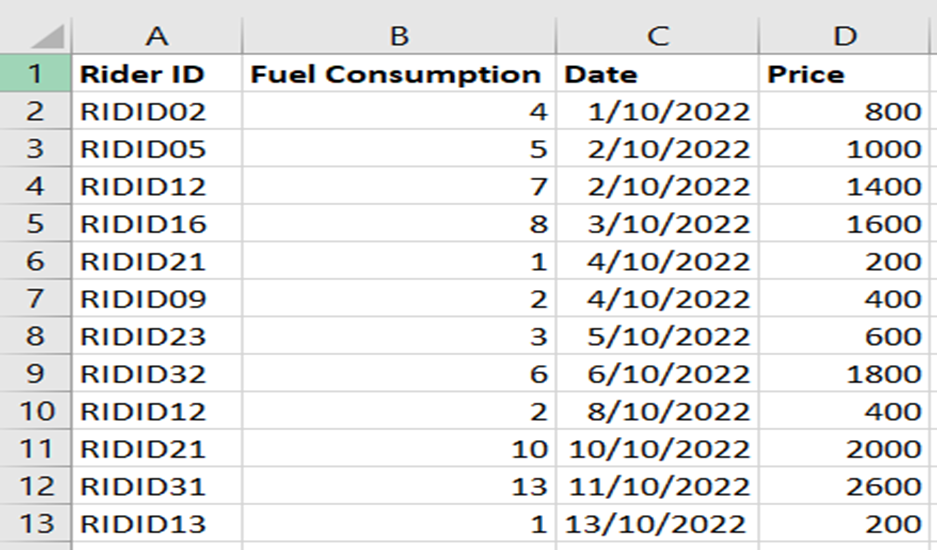 A B C D
1 Rider ID Fuel Consumption Date Price
2 RIDID02 4 1/10/2022 800
3 RIDID05 5 2/10/2022 1000
4 RIDID12 7 2/10/2022 1400
5 RIDID16 8 3/10/2022 1600
6 RIDID21 1 4/10/2022 200
7 RIDID09 2 4/10/2022 400
8 RIDID23 3 5/10/2022 600
9 RIDID32 6 6/10/2022 1800
10 RIDID12 2 8/10/2022 400
11 RIDID21 10 10/10/2022 2000
12 RIDID31 13 11/10/2022 2600
13 RIDID13 1 13/10/2022 200